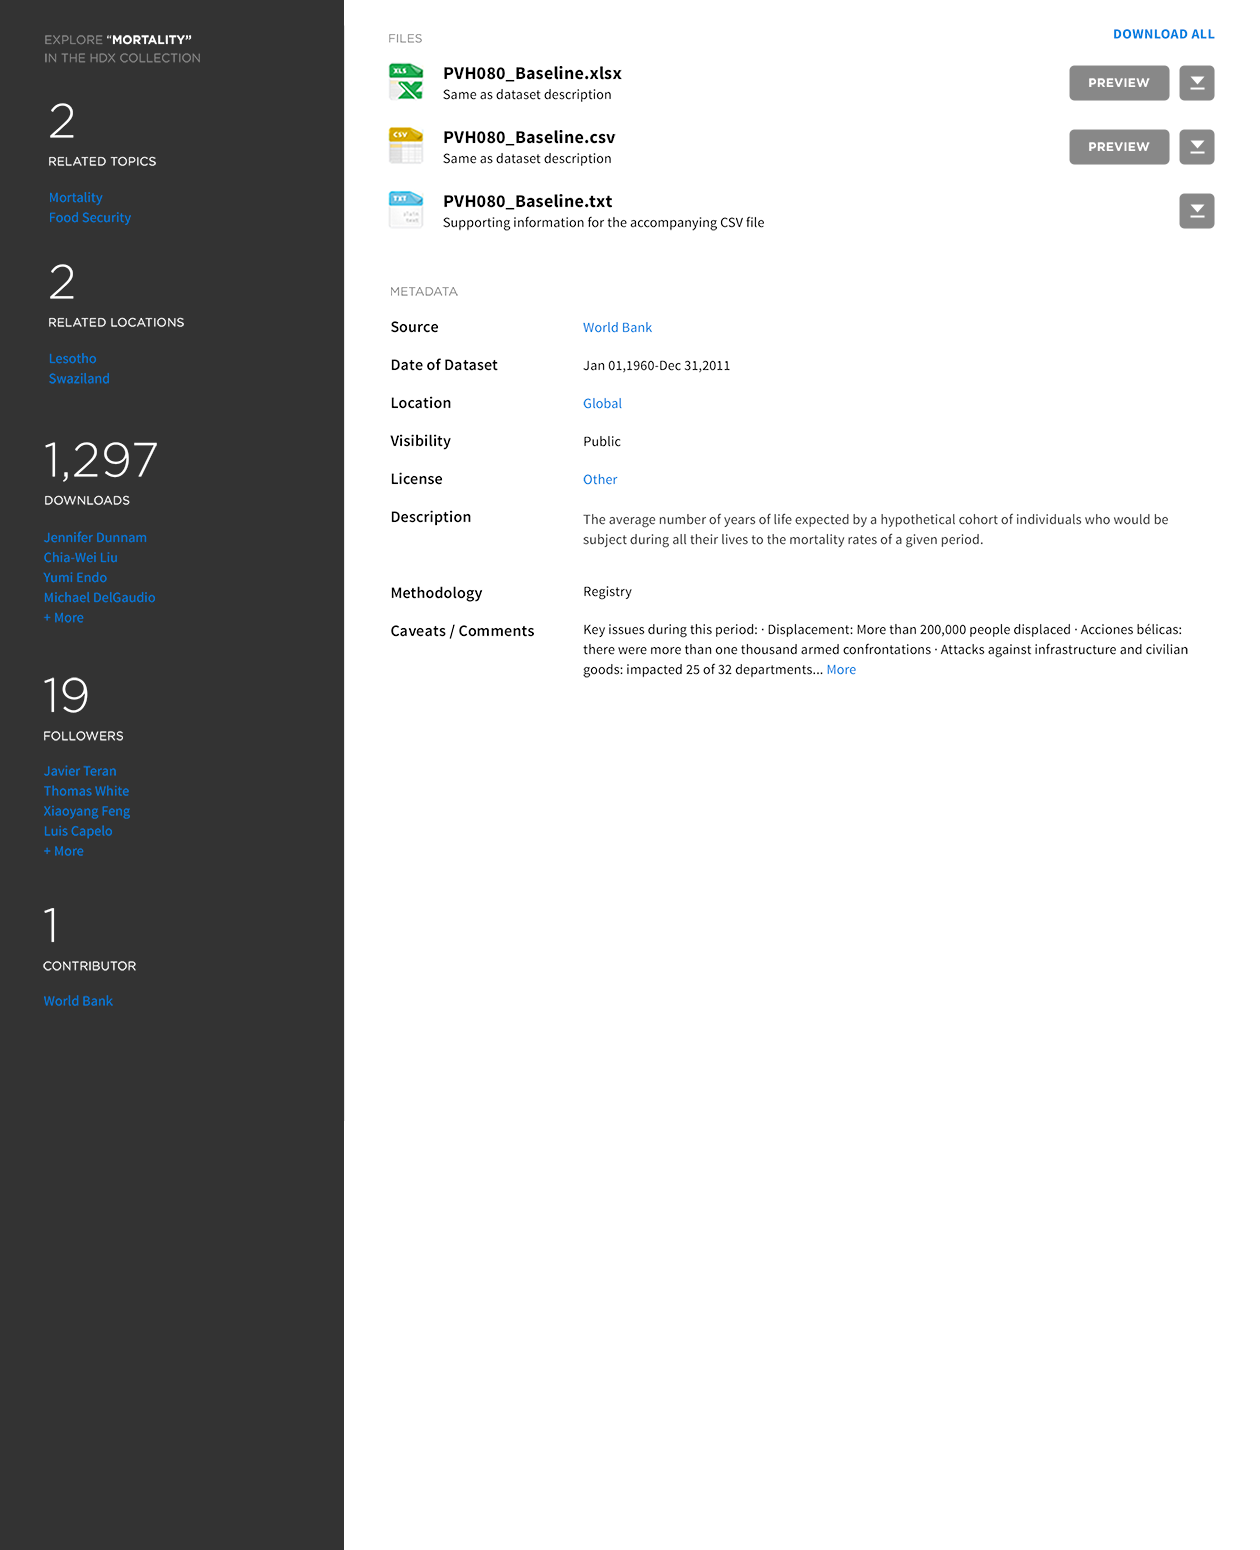 EXPLORE “MORTALITY”
IN THE HDX COLLECTION
2
RELATED TOPICS
Mortality
Food Security
2
RELATED LOCATIONS
Lesotho
Swaziland
1,297
DOWNLOADS
Jennifer Dunnam
Chia-Wei Liu
Yumi Endo
Michael DelGaudio
+ More
19
FOLLOWERS
Javier Teran
Thomas White
Xiaoyang Feng
Luis Capelo
+ More
1
CONTRIBUTOR
World Bank
FILES
DOWNLOAD ALL
XLS
PVH080_Baseline.xlsx
Same as dataset description
PREVIEW
CSV
PVH080_Baseline.csv
Same as dataset description
PREVIEW
TXT
PVH080_Baseline.txt
Supporting information for the accompanying CSV file
METADATA
Source World Bank
Date of Dataset Jan 01,1960-Dec 31,2011
Location Global
Visibility Public
License Other
Description The average number of years of life expected by a hypothetical cohort of individuals who would be
subject during all their lives to the mortality rates of a given period.
Methodology Registry
Caveats / Comments Key issues during this period: · Displacement: More than 200,000 people displaced · Acciones bélicas:
there were more than one thousand armed confrontations · Attacks against infrastructure and civilian
goods: impacted 25 of 32 departments... More